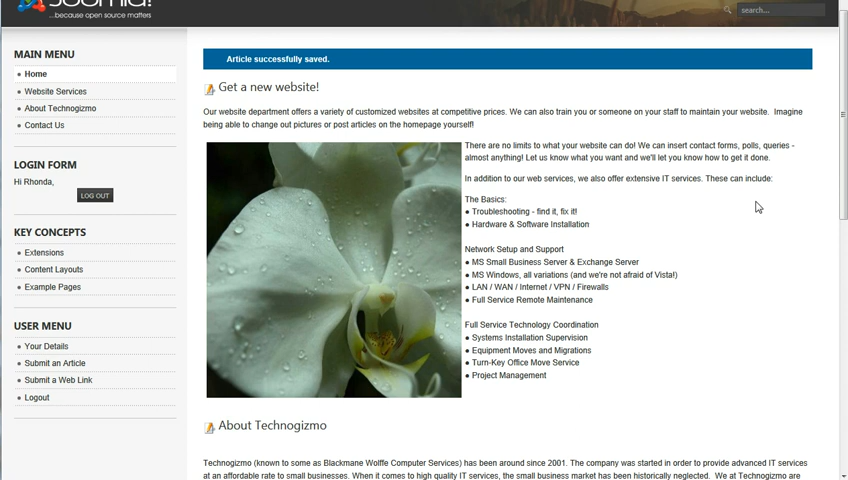 Joomla!
...because open source matters
search...
MAIN MENU
Home
Website Services
About Technogizmo
Contact Us
LOGIN FORM
Hi Rhonda,
LOG OUT
KEY CONCEPTS
Extensions
Content Layouts
Example Pages
USER MENU
Your Details
Submit an Article
Submit a Web Link
Logout
Article successfully saved.
Get a new website!
Our website department offers a variety of customized websites at competitive prices. We can also train you or someone on your staff to maintain your website. Imagine
being able to change out pictures or post articles on the homepage yourself!
There are no limits to what your website can do! We can insert contact forms, polls, queries -
almost anything! Let us know what you want and we'll let you know how to get it done.
In addition to our web services, we also offer extensive IT services. These can include:
The Basics:
● Troubleshooting - find it, fix it!
● Hardware & Software Installation
Network Setup and Support
● MS Small Business Server & Exchange Server
● MS Windows, all variations (and we're not afraid of Vista!)
● LAN / WAN / Internet / VPN / Firewalls
● Full Service Remote Maintenance
Full Service Technology Coordination
● Systems Installation Supervision
● Equipment Moves and Migrations
● Turn-Key Office Move Service
● Project Management
About Technogizmo
Technogizmo (known to some as Blackmane Wolffe Computer Services) has been around since 2001. The company was started in order to provide advanced IT services
at an affordable rate to small businesses. When it comes to high quality IT services, the small business market has been historically neglected. We at Technogizmo are